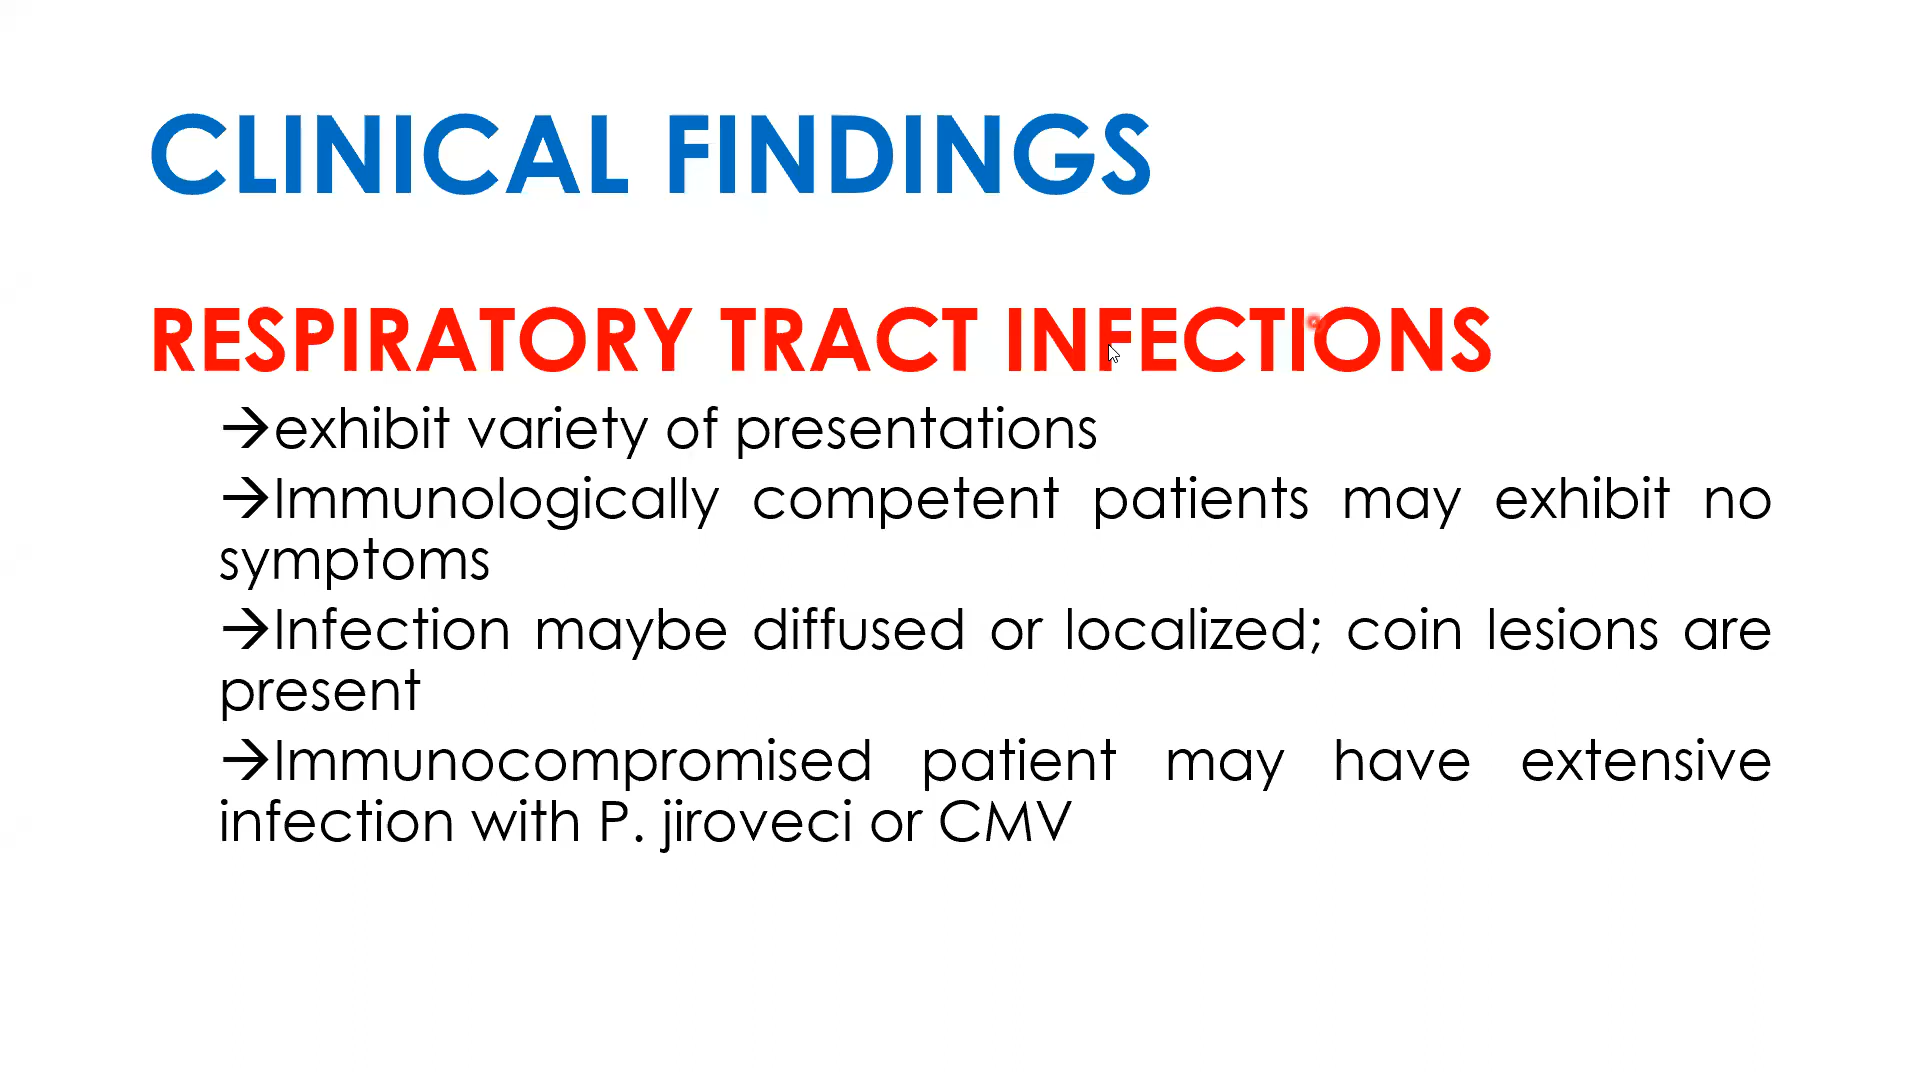 CLINICAL FINDINGS
RESPIRATORY TRACT INFECTIONS
→exhibit variety of presentations
→Immunologically competent patients may exhibit no
symptoms
→Infection maybe diffused or localized; coin lesions are
present
→Immunocompromised patient may have extensive
infection with P. jiroveci or CMV